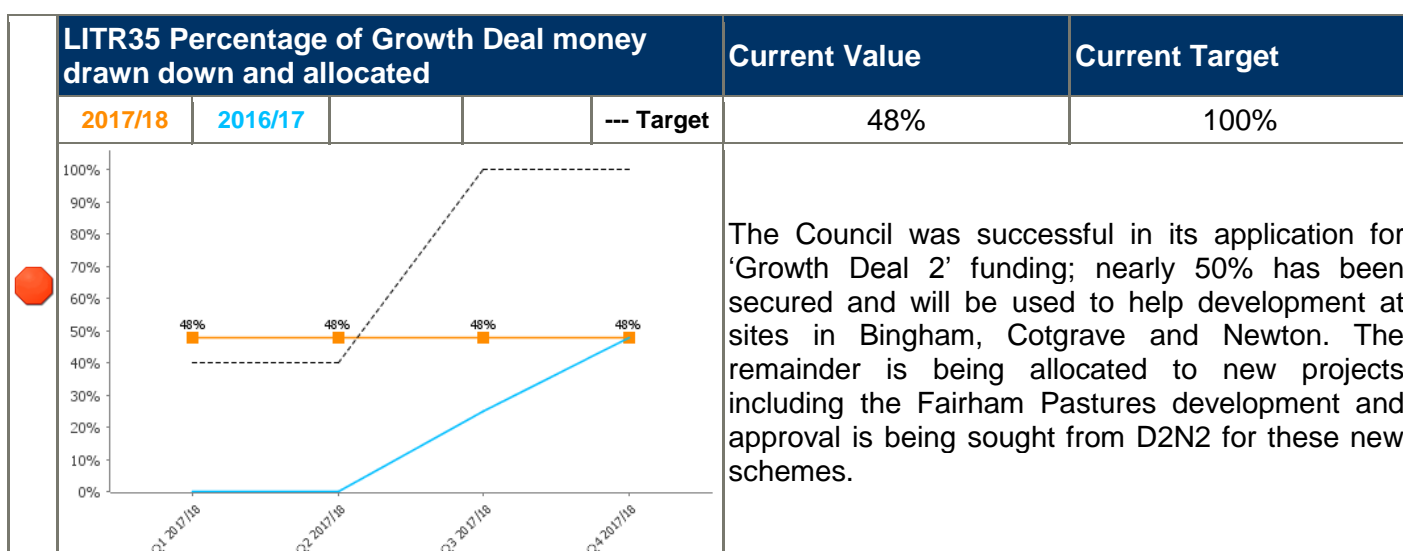 LITR35 Percentage of Growth Deal money
drawn down and allocated
Current Value
Current Target
2017/18
2016/17
--- Target
48%
100%
100%
90%
80%
70%
60%
50%
40%
30%
20%
10%
0%
48%
48%
48%
48%
Q1 2017/18
Q2 2017/18
Q3 2017/18
Q4 2017/18
The Council was successful in its application for
‘Growth Deal 2’ funding; nearly 50% has been
secured and will be used to help development at
sites in Bingham, Cotgrave and Newton. The
remainder is being allocated to new projects
including the Fairham Pastures development and
approval is being sought from D2N2 for these new
schemes.